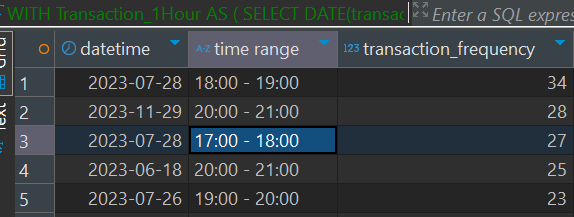 WITH Transaction_1Hour AS ( SELECT DATE(transac Enter a SQL expres
Grid datetime A-Z time range 123 transaction_frequency
1 2023-07-28 18:00 - 19:00 34
2 2023-11-29 20:00 - 21:00 28
Text 3 2023-07-28 17:00 - 18:00 27
4 2023-06-18 20:00 - 21:00 25
5 2023-07-26 19:00 - 20:00 23